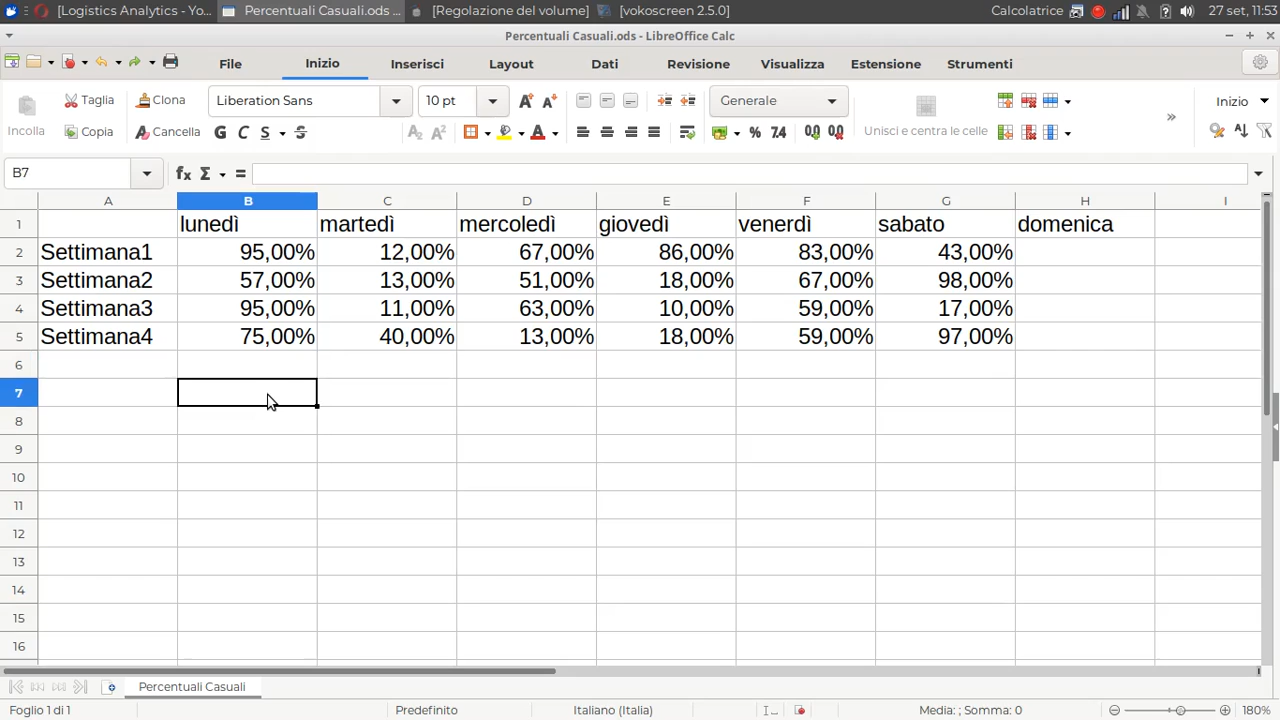 [Logistics Analytics - Yo... Percentuali Casuali.ods ... [Regolazione del volume] [vokoscreen 2.5.0] Calcolatrice 27 set, 11:53
Percentuali Casuali.ods - LibreOffice Calc
File Inizio Inserisci Layout Dati Revisione Visualizza Estensione Strumenti
Taglia Clona Liberation Sans 10 pt Generale Inizio
Incolla Copia Cancella G C S S % 7.4 Unisci e centra le celle
B7 fx Σ =
A B C D E F G H I
1 lunedì martedì mercoledì giovedì venerdì sabato domenica
2 Settimana1 95,00% 12,00% 67,00% 86,00% 83,00% 43,00%
3 Settimana2 57,00% 13,00% 51,00% 18,00% 67,00% 98,00%
4 Settimana3 95,00% 11,00% 63,00% 10,00% 59,00% 17,00%
5 Settimana4 75,00% 40,00% 13,00% 18,00% 59,00% 97,00%
6
7
8
9
10
11
12
13
14
15
16
Percentuali Casuali
Foglio 1 di 1 Predefinito Italiano (Italia) Media: ; Somma: 0 180%